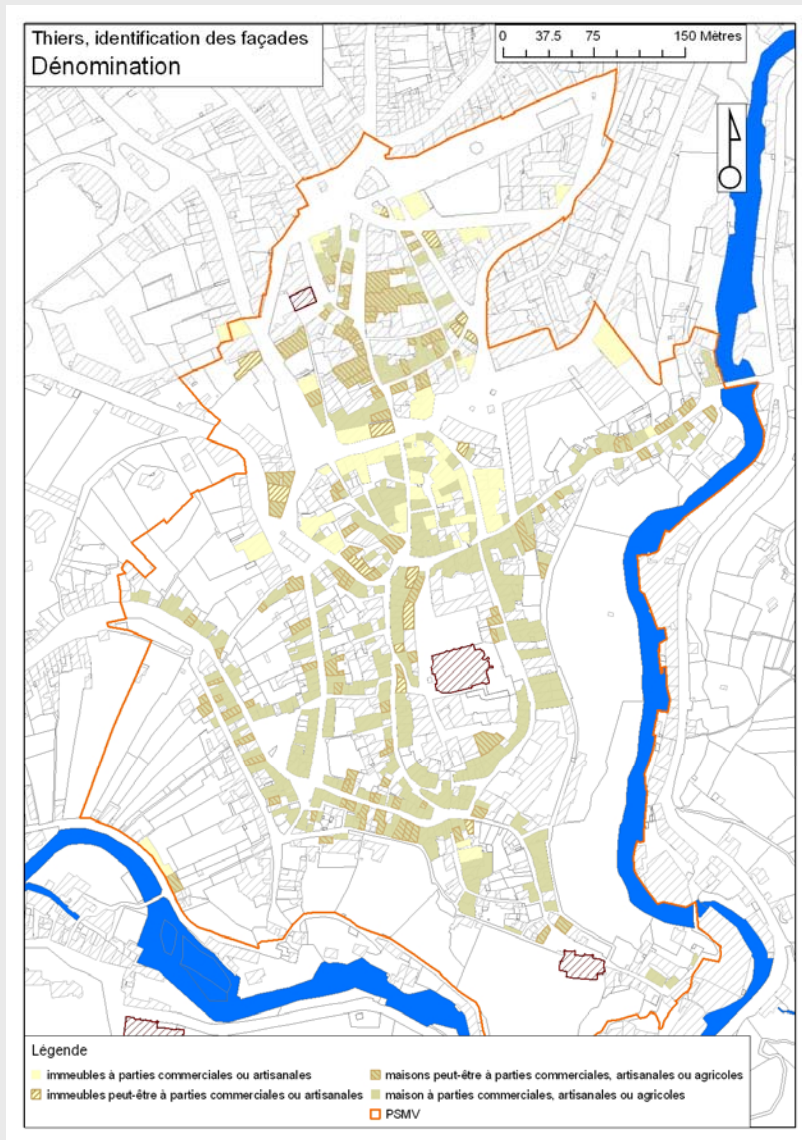 Thiers, identification des façades
Dénomination
0 37.5 75 150 Mètres
Légende
immeubles à parties commerciales ou artisanales
maisons peut-être à parties commerciales, artisanales ou agricoles
immeubles peut-être à parties commerciales ou artisanales
maison à parties commerciales, artisanales ou agricoles
PSMV